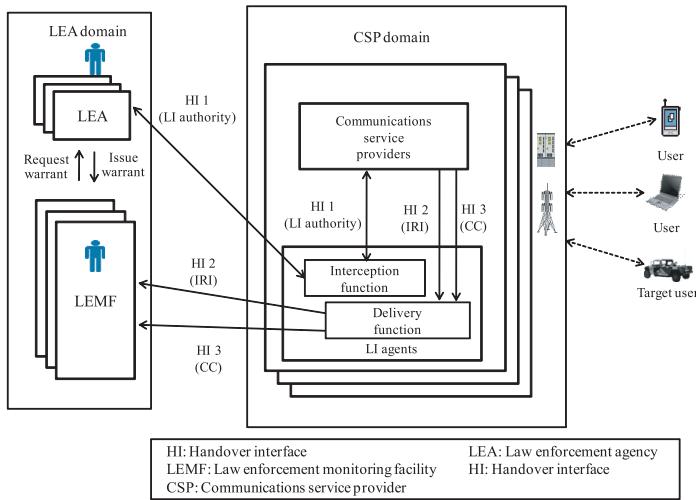 LEA domain
CSP domain
LEA
HI 1
(LI authority)
Request
warrant
Issue
warrant
Communications
service
providers
User
User
Target user
HI 1
(LI authority)
HI 2
(IRI)
HI 3
(CC)
Interception
function
Delivery
function
LI agents
LEMF
HI 2
(IRI)
HI 3
(CC)
HI: Handover interface
LEA: Law enforcement agency
LEMF: Law enforcement monitoring facility
HI: Handover interface
CSP: Communications service provider